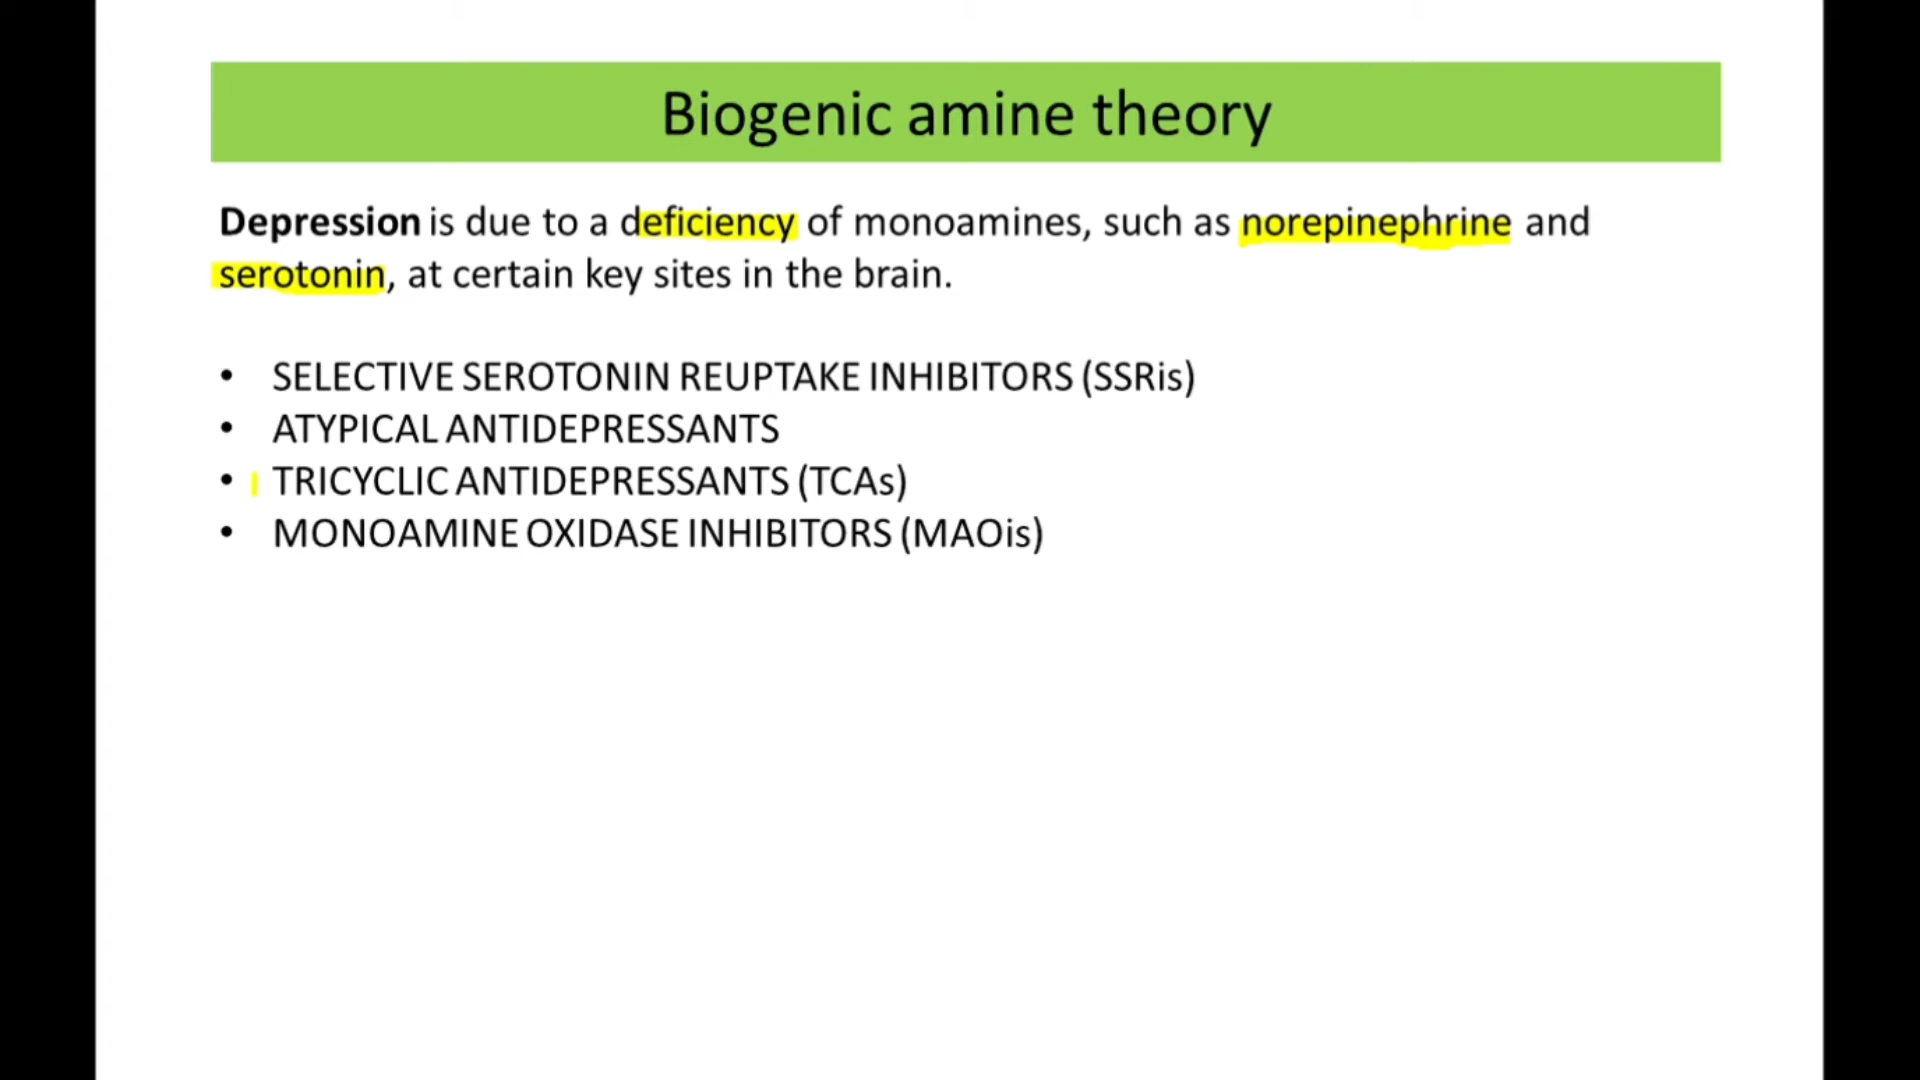 Biogenic amine theory
Depression is due to a deficiency of monoamines, such as norepinephrine and
serotonin, at certain key sites in the brain.
• SELECTIVE SEROTONIN REUPTAKE INHIBITORS (SSRis)
• ATYPICAL ANTIDEPRESSANTS
• TRICYCLIC ANTIDEPRESSANTS (TCAs)
• MONOAMINE OXIDASE INHIBITORS (MAOis)